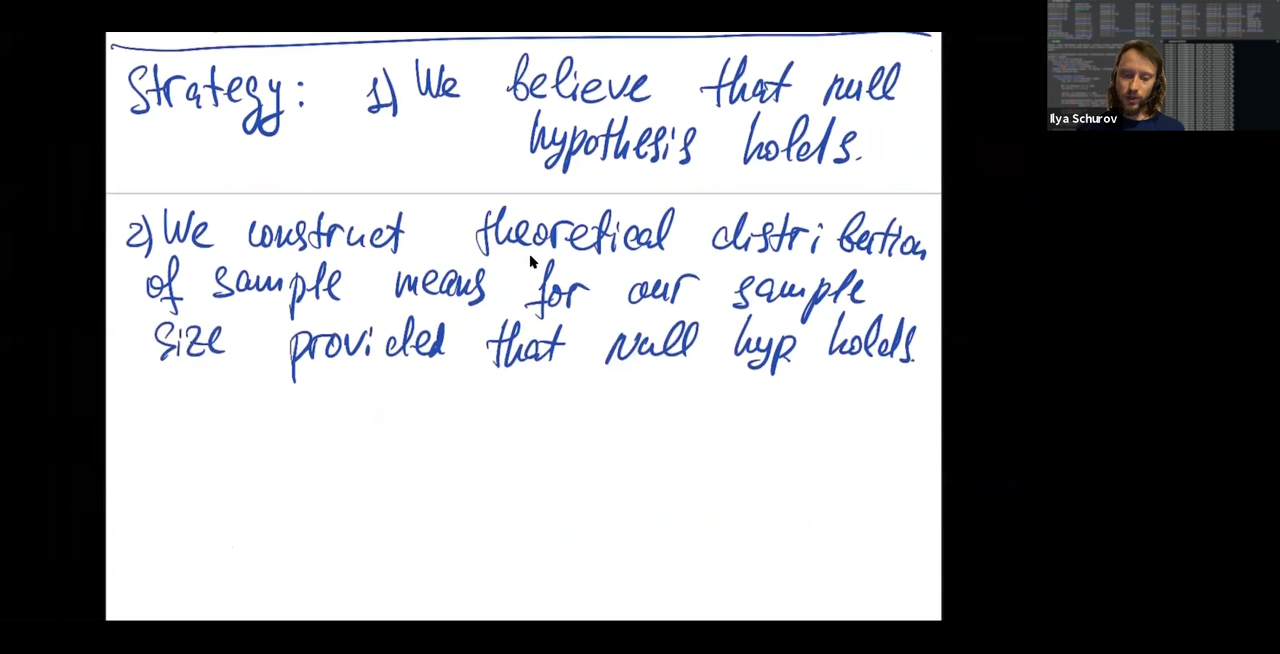 Strategy: 1) We believe that null
hypothesis holds.
2) We construct theoretical distribution
of sample means for our sample
size provided that null hyp holds.
Ilya Schurov